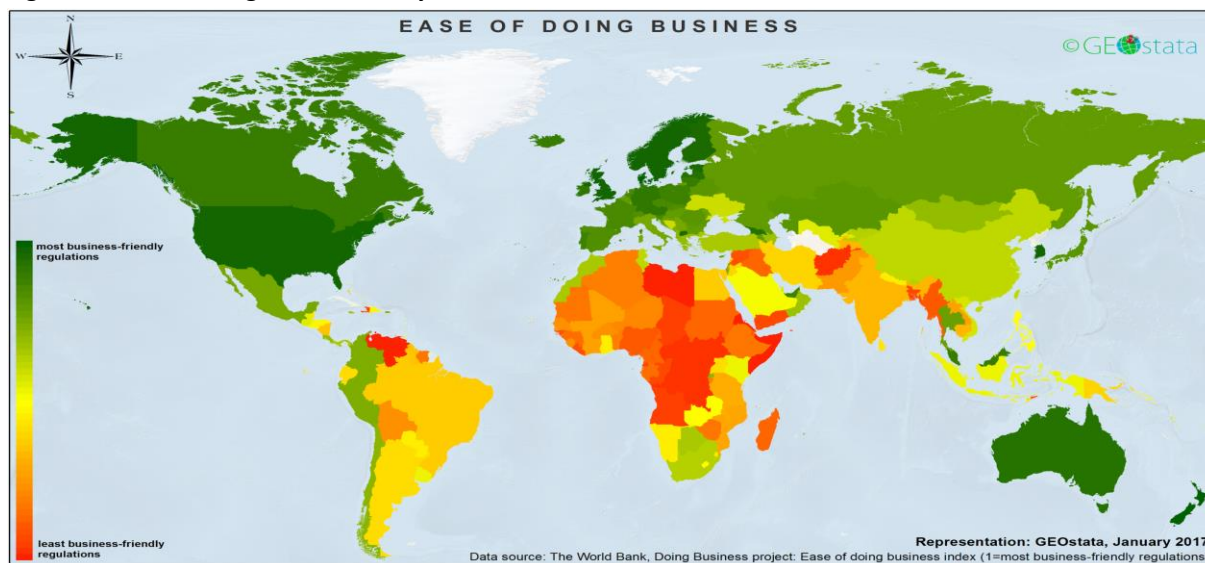 EASE OF DOING BUSINESS
N
W E
S
©GEOstata
most business-friendly
regulations
least business-friendly
regulations
Representation: GEOstata, January 2017
Data source: The World Bank, Doing Business project: Ease of doing business index (1=most business-friendly regulations